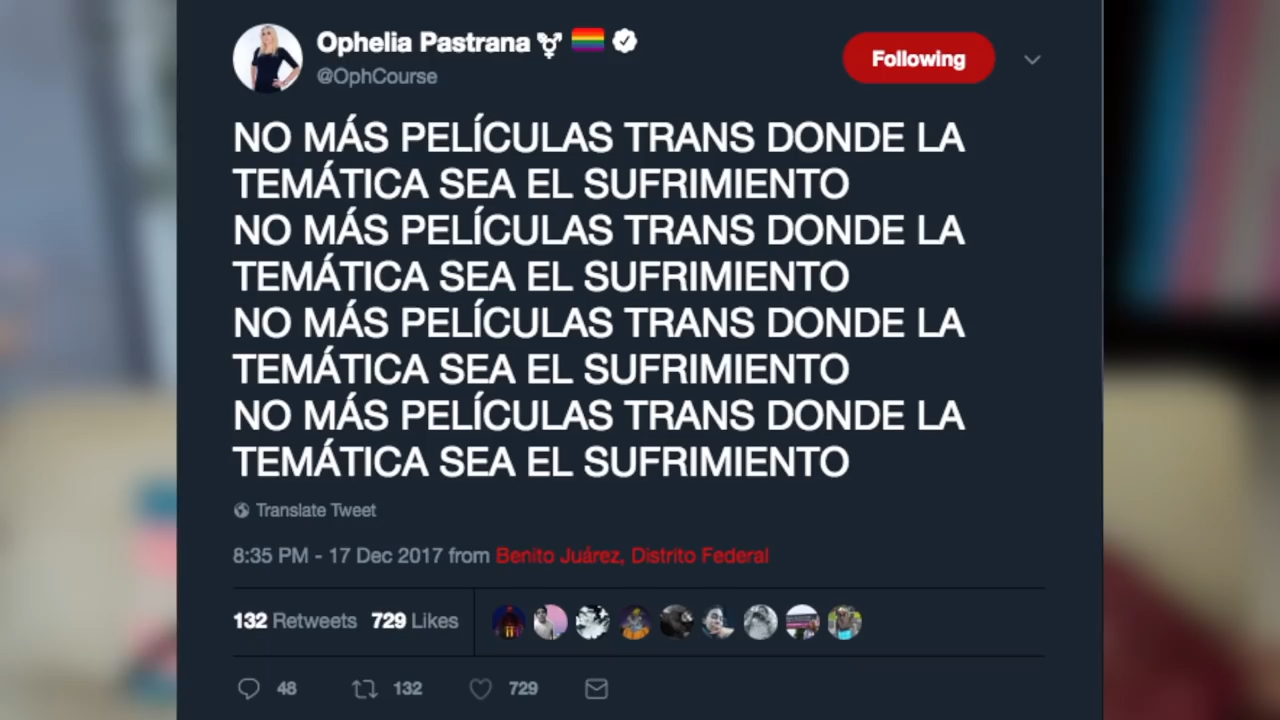 Ophelia Pastrana ⚧ 🏳️‍🌈
@OphCourse
Following
NO MÁS PELÍCULAS TRANS DONDE LA
TEMÁTICA SEA EL SUFRIMIENTO
NO MÁS PELÍCULAS TRANS DONDE LA
TEMÁTICA SEA EL SUFRIMIENTO
NO MÁS PELÍCULAS TRANS DONDE LA
TEMÁTICA SEA EL SUFRIMIENTO
NO MÁS PELÍCULAS TRANS DONDE LA
TEMÁTICA SEA EL SUFRIMIENTO
Translate Tweet
8:35 PM - 17 Dec 2017 from Benito Juárez, Distrito Federal
132 Retweets 729 Likes
48 132 729